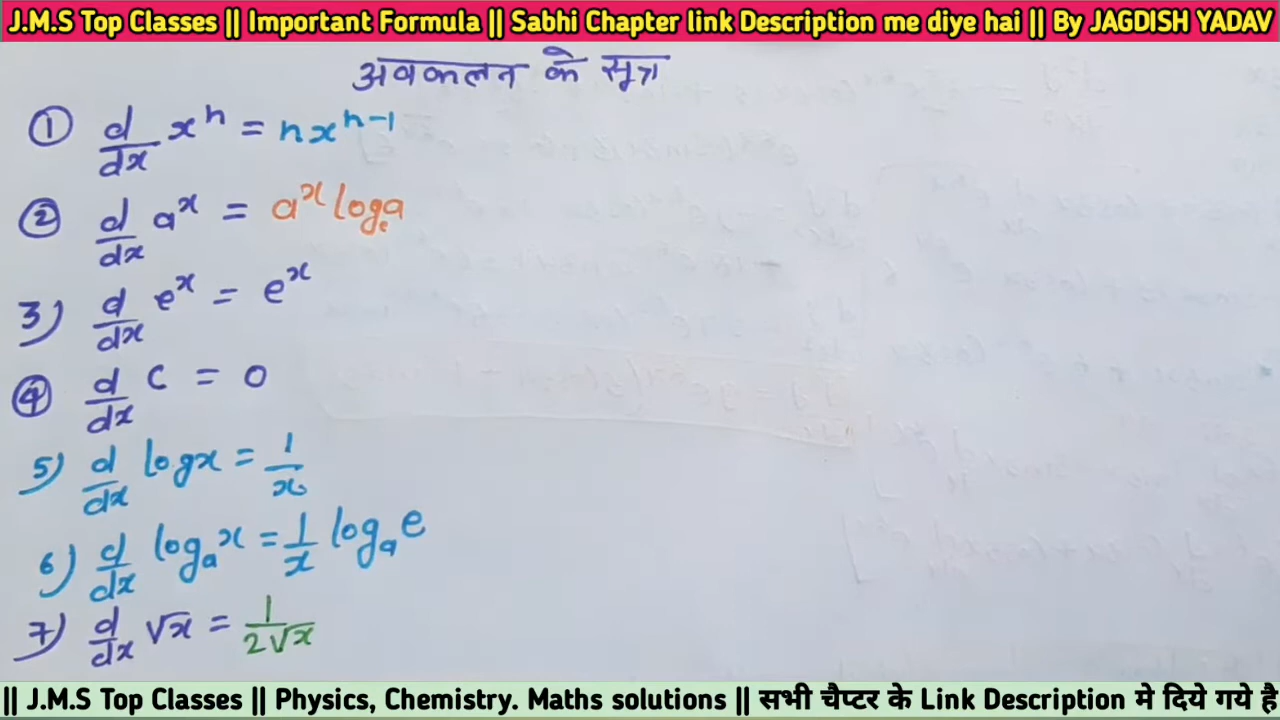 J.M.S Top Classes || Important Formula || Sabhi Chapter link Description me diye hai || By JAGDISH YADAV
अवकलन के सूत्र
① d/dx xⁿ = nxⁿ⁻¹
② d/dx aˣ = aˣ logₑa
3) d/dx eˣ = eˣ
④ d/dx c = 0
5) d/dx logx = 1/x
6) d/dx logₐx = 1/x logₐe
7) d/dx √x = 1/2√x
|| J.M.S Top Classes || Physics, Chemistry. Maths solutions || सभी चैप्टर के Link Description मे दिये गये है